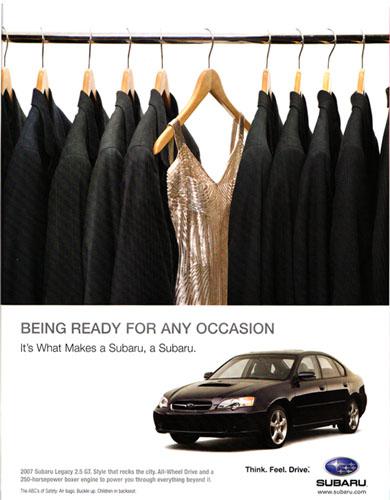 BEING READY FOR ANY OCCASION
It's What Makes a Subaru, a Subaru.
2007 Subaru Legacy 2.5 GT. Style that rocks the city. All-Wheel Drive and a
250-horsepower boxer engine to power you through everything beyond it.
The ABC's of Safety: Air bags. Buckle up. Children in backseat.
Think. Feel. Drive.
SUBARU
www.subaru.com